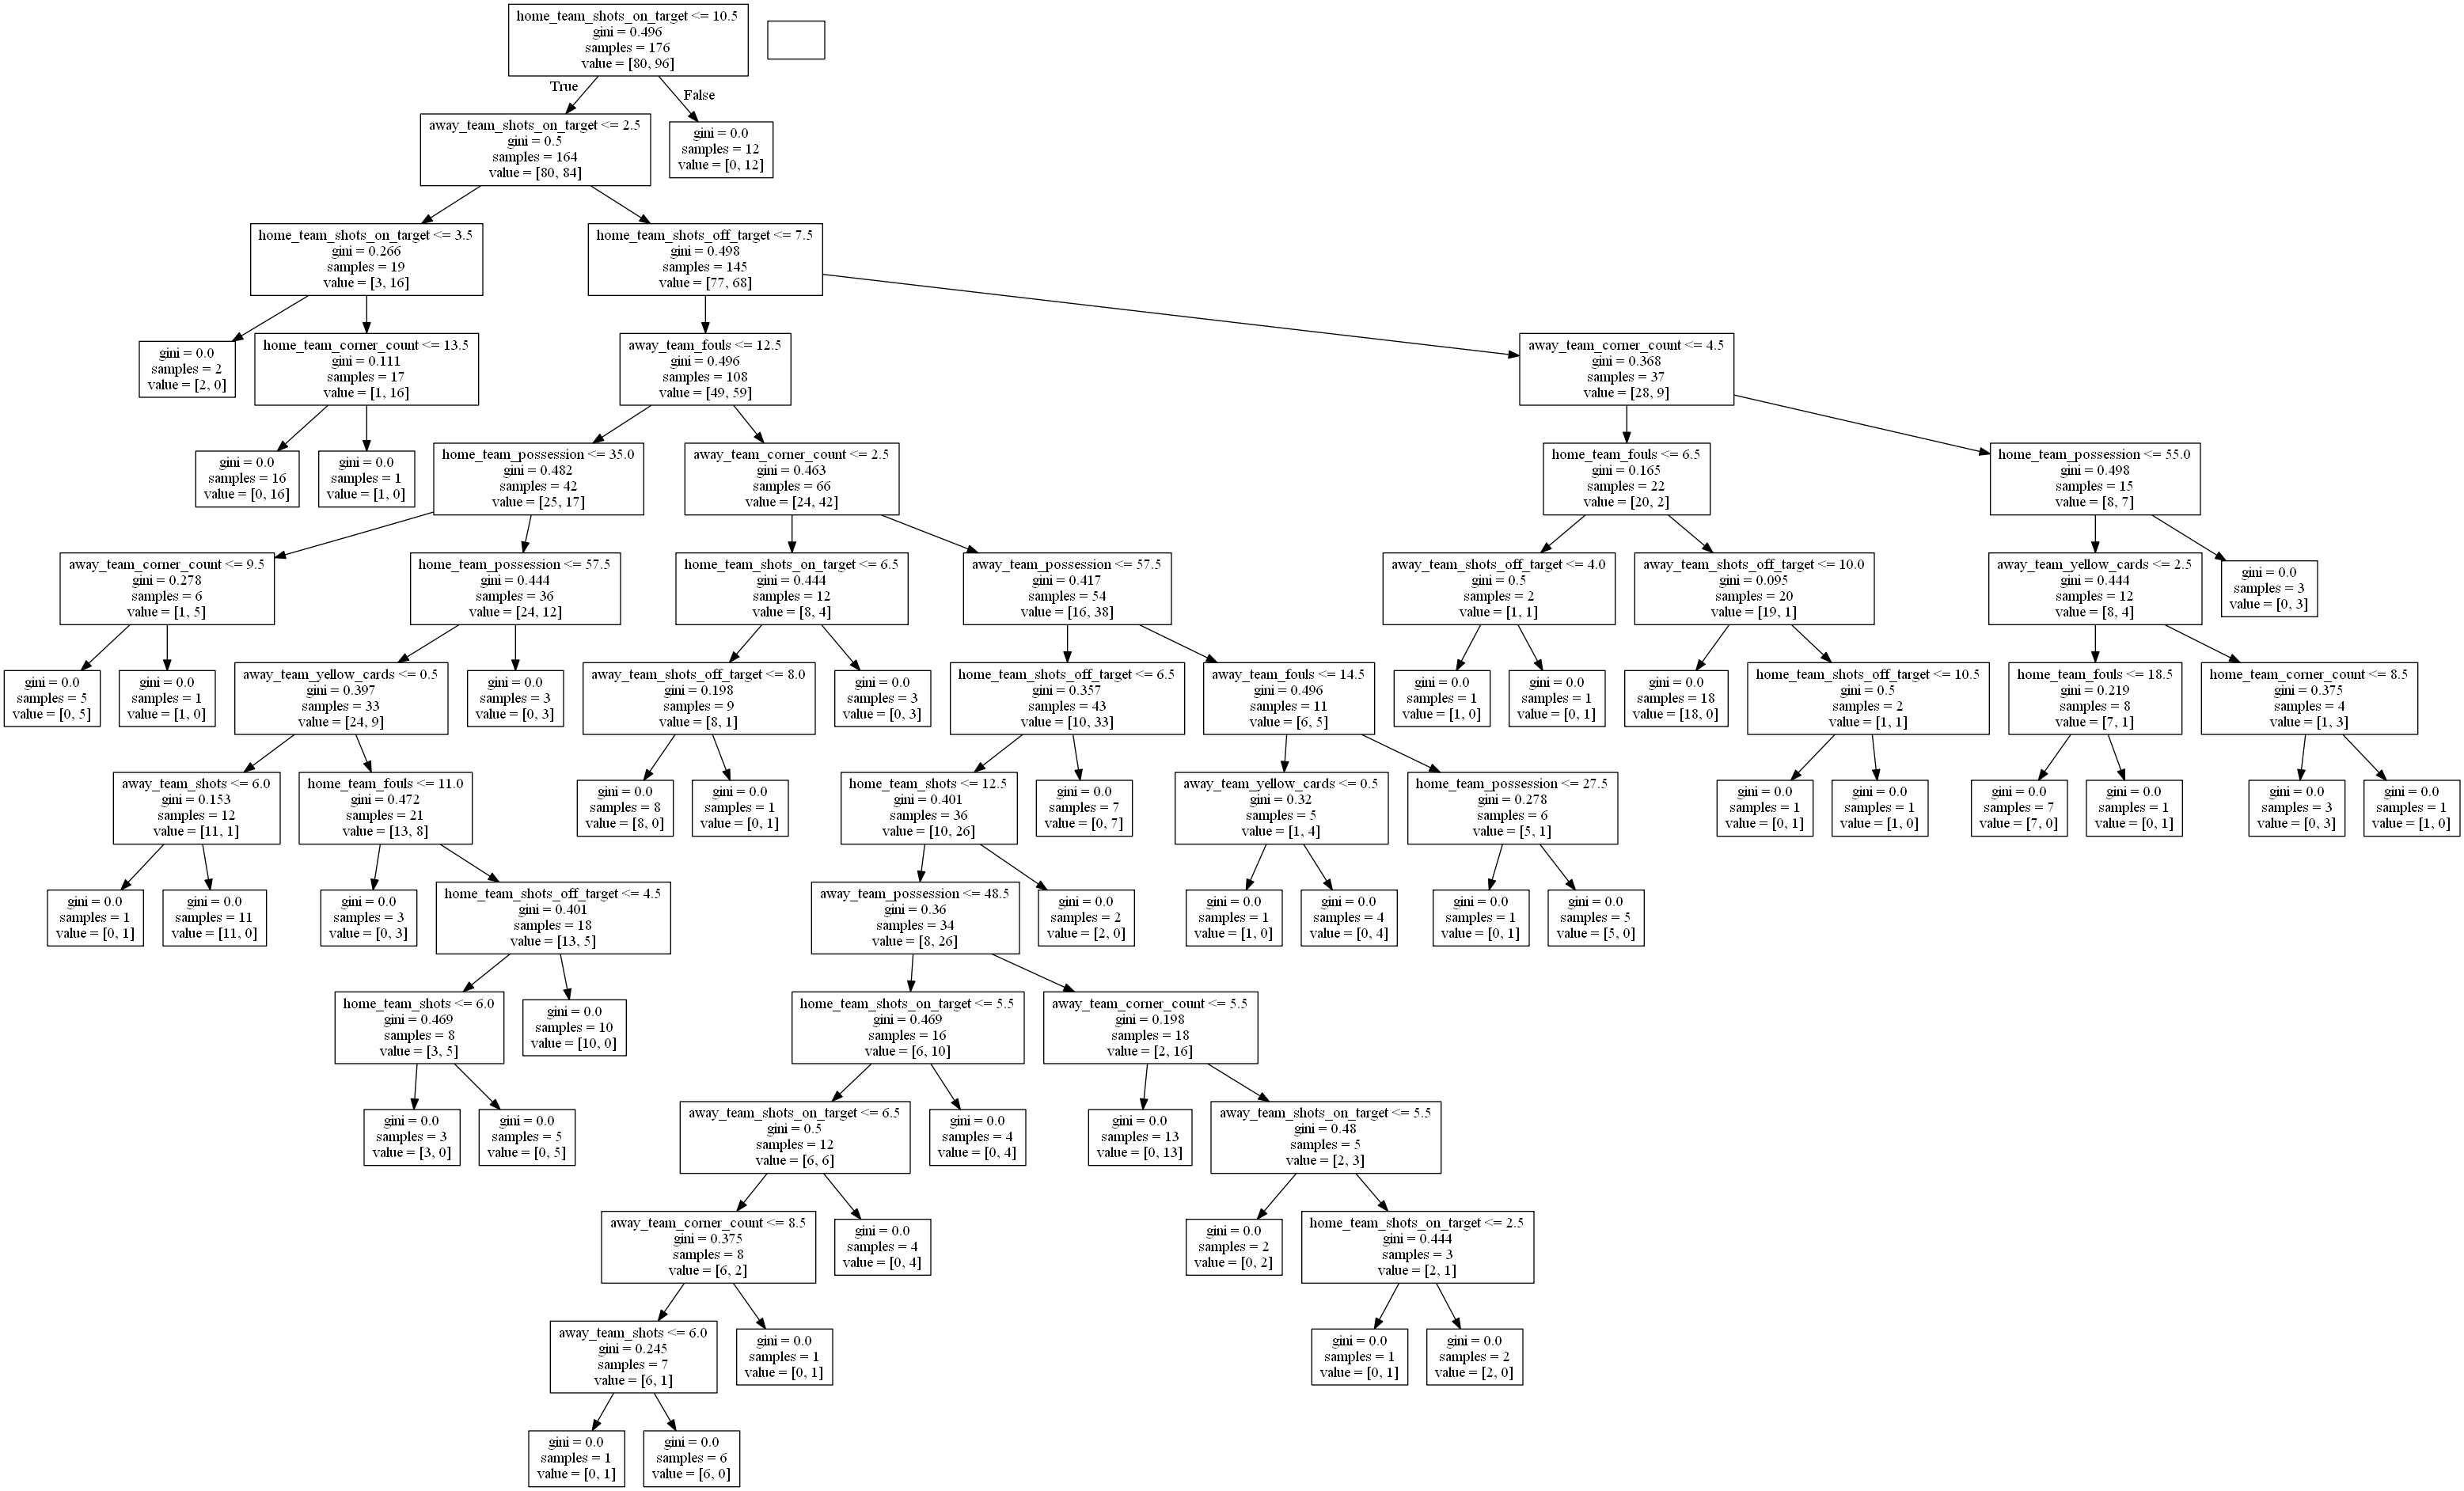 home_team_shots_on_target <= 10.5
gini = 0.496
samples = 176
value = [80, 96]
True
False
away_team_shots_on_target <= 2.5
gini = 0.5
samples = 164
value = [80, 84]
gini = 0.0
samples = 12
value = [0, 12]
home_team_shots_on_target <= 3.5
gini = 0.266
samples = 19
value = [3, 16]
home_team_shots_off_target <= 7.5
gini = 0.498
samples = 145
value = [77, 68]
gini = 0.0
samples = 2
value = [2, 0]
home_team_corner_count <= 13.5
gini = 0.111
samples = 17
value = [1, 16]
away_team_fouls <= 12.5
gini = 0.496
samples = 108
value = [49, 59]
away_team_corner_count <= 4.5
gini = 0.368
samples = 37
value = [28, 9]
gini = 0.0
samples = 16
value = [0, 16]
gini = 0.0
samples = 1
value = [1, 0]
home_team_possession <= 35.0
gini = 0.482
samples = 42
value = [25, 17]
away_team_corner_count <= 2.5
gini = 0.463
samples = 66
value = [24, 42]
home_team_fouls <= 6.5
gini = 0.165
samples = 22
value = [20, 2]
home_team_possession <= 55.0
gini = 0.498
samples = 15
value = [8, 7]
away_team_corner_count <= 9.5
gini = 0.278
samples = 6
value = [1, 5]
home_team_possession <= 57.5
gini = 0.444
samples = 36
value = [24, 12]
home_team_shots_on_target <= 6.5
gini = 0.444
samples = 12
value = [8, 4]
away_team_possession <= 57.5
gini = 0.417
samples = 54
value = [16, 38]
away_team_shots_off_target <= 4.0
gini = 0.5
samples = 2
value = [1, 1]
away_team_shots_off_target <= 10.0
gini = 0.095
samples = 20
value = [19, 1]
away_team_yellow_cards <= 2.5
gini = 0.444
samples = 12
value = [8, 4]
gini = 0.0
samples = 3
value = [0, 3]
gini = 0.0
samples = 5
value = [0, 5]
gini = 0.0
samples = 1
value = [1, 0]
away_team_yellow_cards <= 0.5
gini = 0.397
samples = 33
value = [24, 9]
gini = 0.0
samples = 3
value = [0, 3]
away_team_shots_off_target <= 8.0
gini = 0.198
samples = 9
value = [8, 1]
gini = 0.0
samples = 3
value = [0, 3]
home_team_shots_off_target <= 6.5
gini = 0.357
samples = 43
value = [10, 33]
away_team_fouls <= 14.5
gini = 0.496
samples = 11
value = [6, 5]
gini = 0.0
samples = 1
value = [1, 0]
gini = 0.0
samples = 1
value = [0, 1]
gini = 0.0
samples = 18
value = [18, 0]
home_team_shots_off_target <= 10.5
gini = 0.5
samples = 2
value = [1, 1]
home_team_fouls <= 18.5
gini = 0.219
samples = 8
value = [7, 1]
home_team_corner_count <= 8.5
gini = 0.375
samples = 4
value = [1, 3]
away_team_shots <= 6.0
gini = 0.153
samples = 12
value = [11, 1]
home_team_fouls <= 11.0
gini = 0.472
samples = 21
value = [13, 8]
gini = 0.0
samples = 8
value = [8, 0]
gini = 0.0
samples = 1
value = [0, 1]
home_team_shots <= 12.5
gini = 0.401
samples = 36
value = [10, 26]
gini = 0.0
samples = 7
value = [0, 7]
away_team_yellow_cards <= 0.5
gini = 0.32
samples = 5
value = [1, 4]
home_team_possession <= 27.5
gini = 0.278
samples = 6
value = [5, 1]
gini = 0.0
samples = 1
value = [0, 1]
gini = 0.0
samples = 1
value = [1, 0]
gini = 0.0
samples = 7
value = [7, 0]
gini = 0.0
samples = 1
value = [0, 1]
gini = 0.0
samples = 3
value = [0, 3]
gini = 0.0
samples = 1
value = [1, 0]
gini = 0.0
samples = 1
value = [0, 1]
gini = 0.0
samples = 11
value = [11, 0]
gini = 0.0
samples = 3
value = [0, 3]
home_team_shots_off_target <= 4.5
gini = 0.401
samples = 18
value = [13, 5]
away_team_possession <= 48.5
gini = 0.36
samples = 34
value = [8, 26]
gini = 0.0
samples = 2
value = [2, 0]
gini = 0.0
samples = 1
value = [1, 0]
gini = 0.0
samples = 4
value = [0, 4]
gini = 0.0
samples = 1
value = [0, 1]
gini = 0.0
samples = 5
value = [5, 0]
home_team_shots <= 6.0
gini = 0.469
samples = 8
value = [3, 5]
gini = 0.0
samples = 10
value = [10, 0]
home_team_shots_on_target <= 5.5
gini = 0.469
samples = 16
value = [6, 10]
away_team_corner_count <= 5.5
gini = 0.198
samples = 18
value = [2, 16]
gini = 0.0
samples = 3
value = [3, 0]
gini = 0.0
samples = 5
value = [0, 5]
away_team_shots_on_target <= 6.5
gini = 0.5
samples = 12
value = [6, 6]
gini = 0.0
samples = 4
value = [0, 4]
gini = 0.0
samples = 13
value = [0, 13]
away_team_shots_on_target <= 5.5
gini = 0.48
samples = 5
value = [2, 3]
away_team_corner_count <= 8.5
gini = 0.375
samples = 8
value = [6, 2]
gini = 0.0
samples = 4
value = [0, 4]
gini = 0.0
samples = 2
value = [0, 2]
home_team_shots_on_target <= 2.5
gini = 0.444
samples = 3
value = [2, 1]
away_team_shots <= 6.0
gini = 0.245
samples = 7
value = [6, 1]
gini = 0.0
samples = 1
value = [0, 1]
gini = 0.0
samples = 1
value = [0, 1]
gini = 0.0
samples = 2
value = [2, 0]
gini = 0.0
samples = 1
value = [0, 1]
gini = 0.0
samples = 6
value = [6, 0]